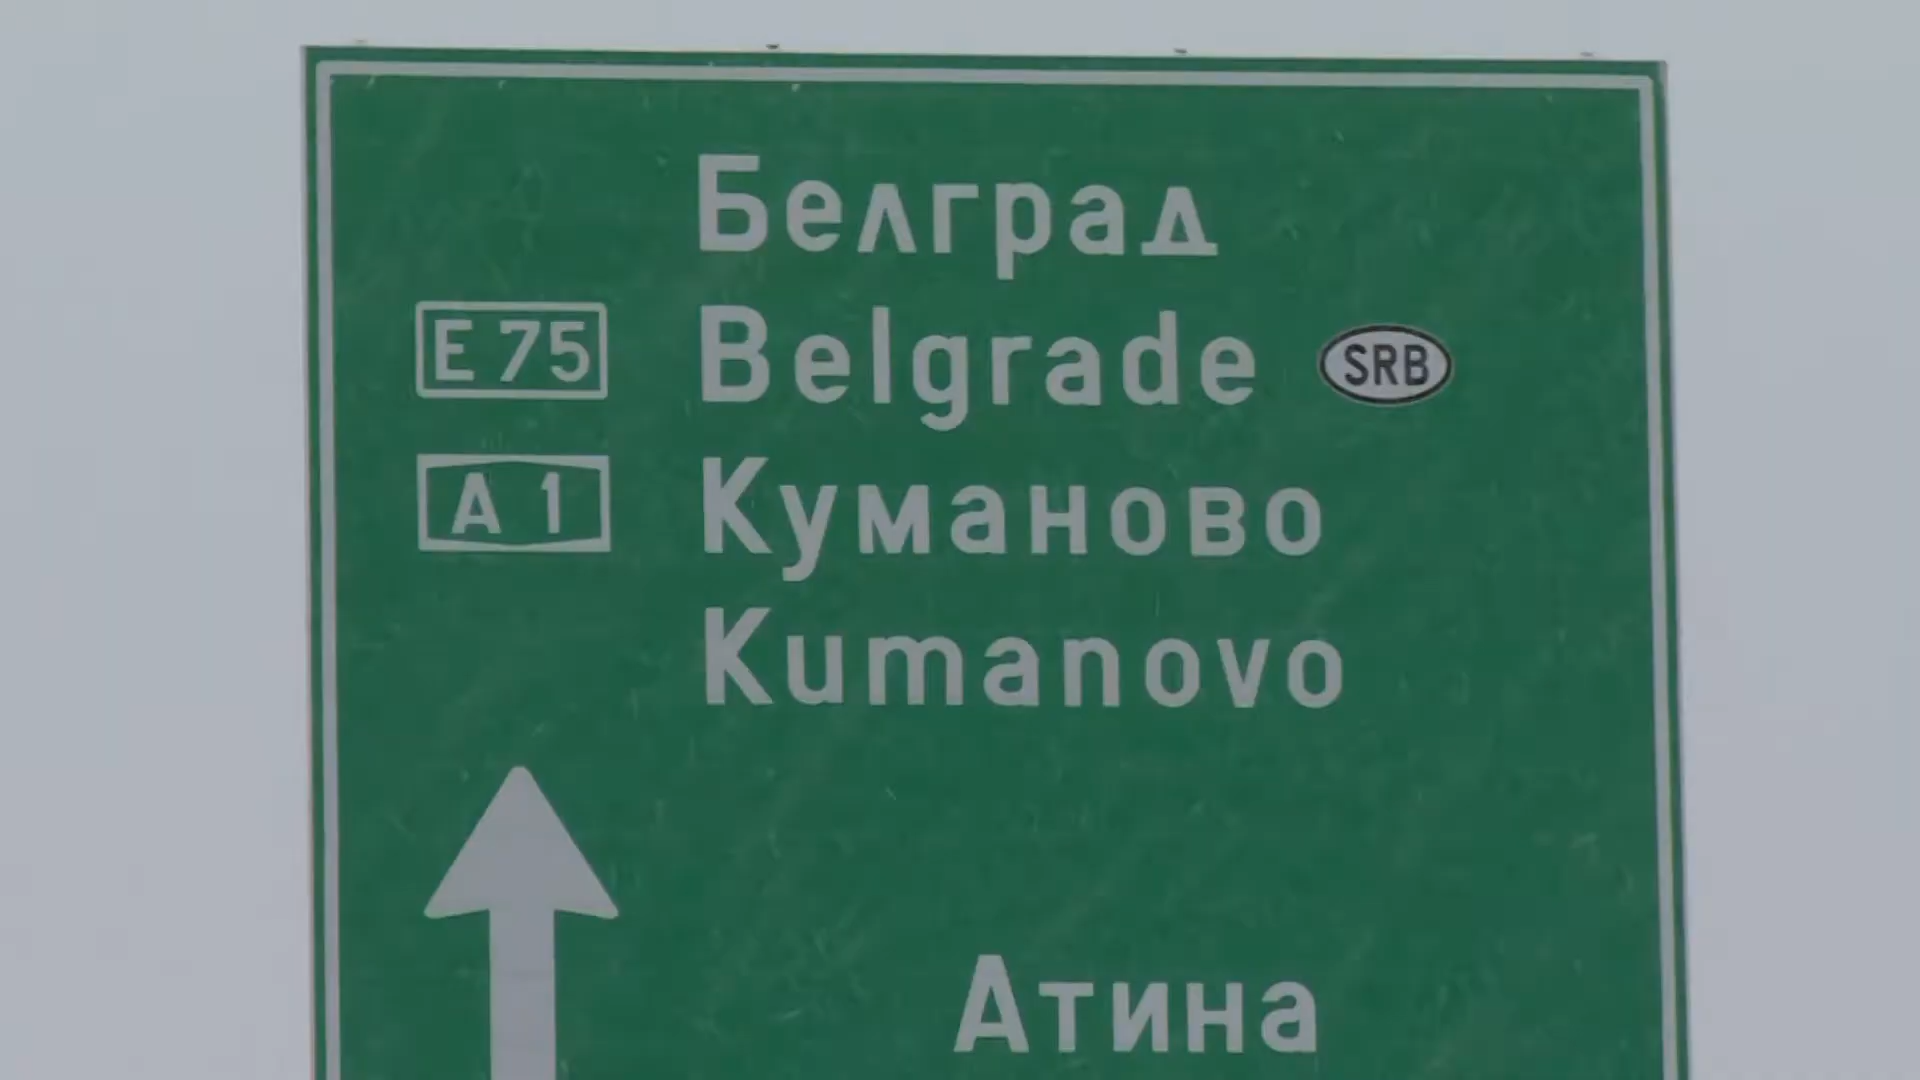 Белград
E 75 Belgrade SRB
A 1 Куманово
Kumanovo
Атина